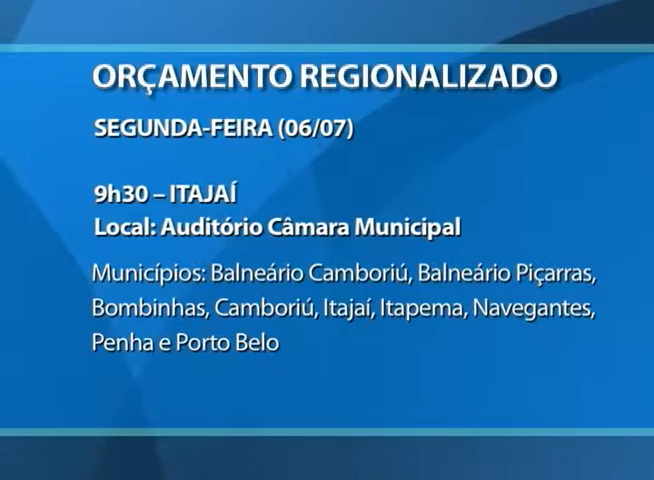 ORÇAMENTO REGIONALIZADO
SEGUNDA-FEIRA (06/07)
9h30 – ITAJAÍ
Local: Auditório Câmara Municipal
Municípios: Balneário Camboriú, Balneário Piçarras,
Bombinhas, Camboriú, Itajaí, Itapema, Navegantes,
Penha e Porto Belo